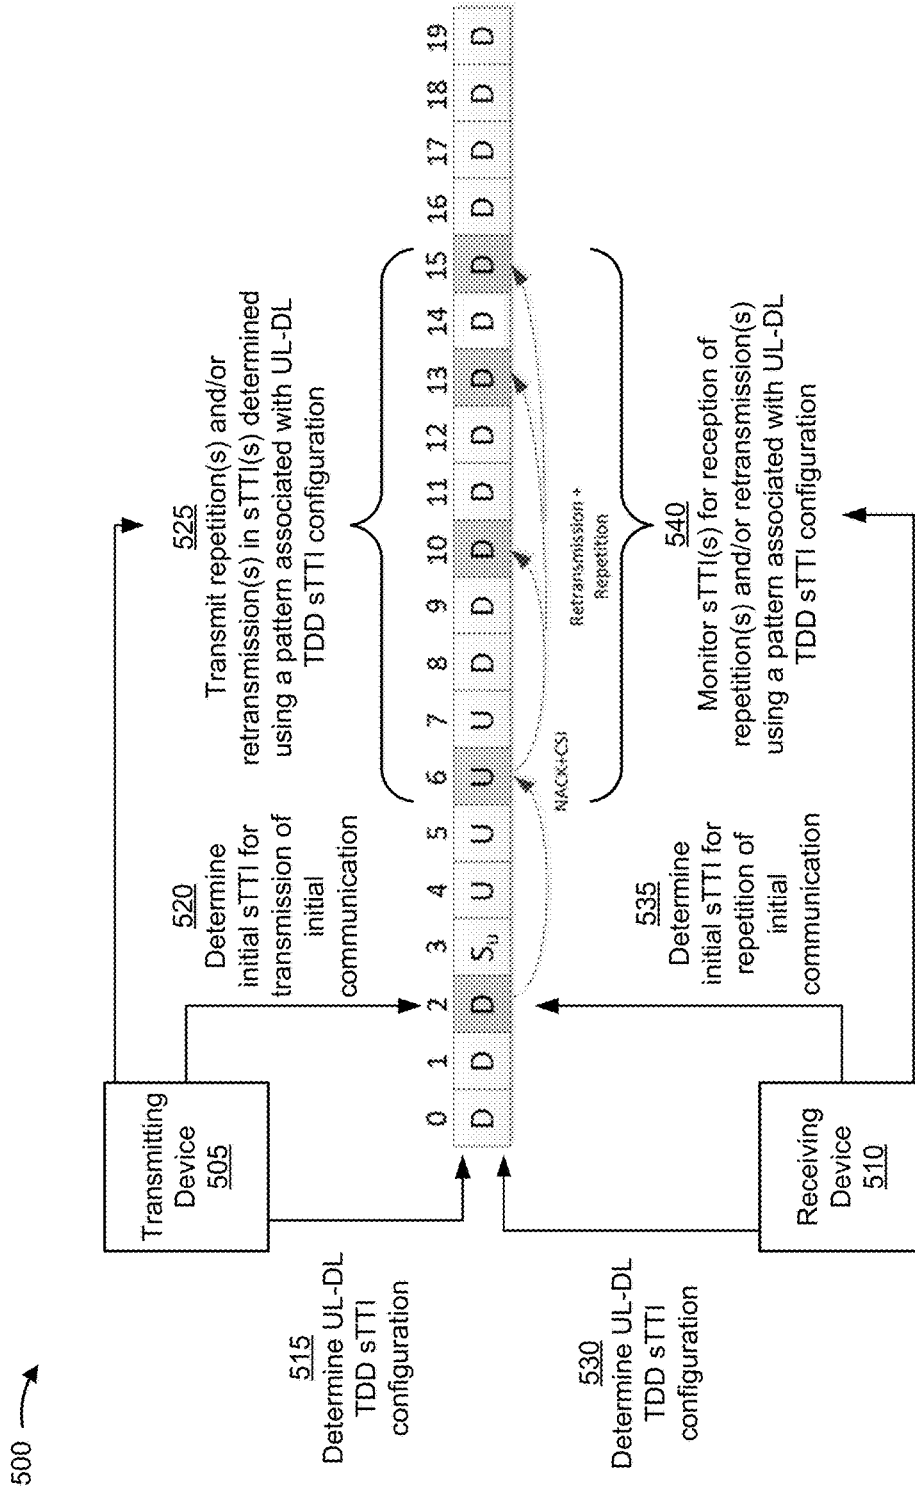 500
Transmitting
Device
505
515
Determine UL-DL
TDD sTTI
configuration
520
Determine
initial sTTI for
transmission of
initial
communication
525
Transmit repetition(s) and/or
retransmission(s) in sTTI(s) determined
using a pattern associated with UL-DL
TDD sTTI configuration
0 1 2 3 4 5 6 7 8 9 10 11 12 13 14 15 16 17 18 19
D D D S U U U U D D D D D D D D D D D D
NACK+CSI
Retransmission +
Repetition
Receiving
Device
510
530
Determine UL-DL
TDD sTTI
configuration
535
Determine
initial sTTI for
repetition of
initial
communication
540
Monitor sTTI(s) for reception of
repetition(s) and/or retransmission(s)
using a pattern associated with UL-DL
TDD sTTI configuration